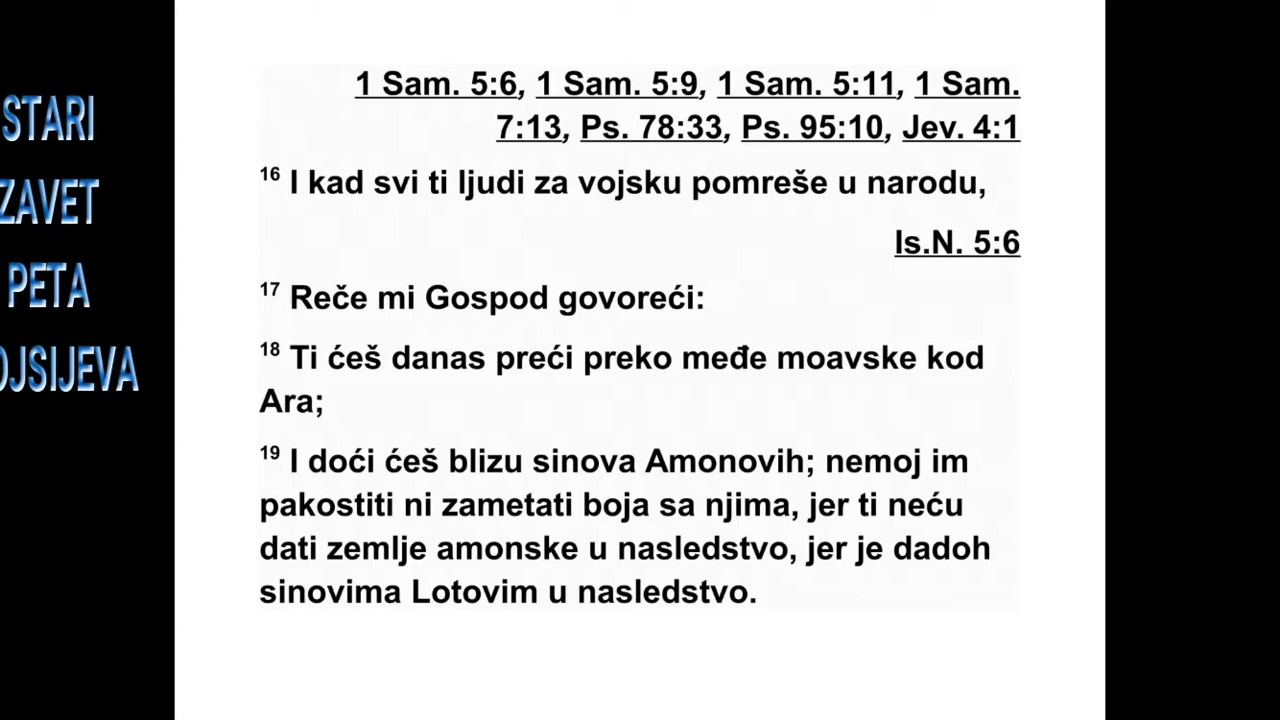 STARI
ZAVET
PETA
OJSIJEVA
1 Sam. 5:6, 1 Sam. 5:9, 1 Sam. 5:11, 1 Sam.
7:13, Ps. 78:33, Ps. 95:10, Jev. 4:1
16 I kad svi ti ljudi za vojsku pomreše u narodu,
Is.N. 5:6
17 Reče mi Gospod govoreći:
18 Ti ćeš danas preći preko međe moavske kod
Ara;
19 I doći ćeš blizu sinova Amonovih; nemoj im
pakostiti ni zametati boja sa njima, jer ti neću
dati zemlje amonske u nasledstvo, jer je dadoh
sinovima Lotovim u nasledstvo.